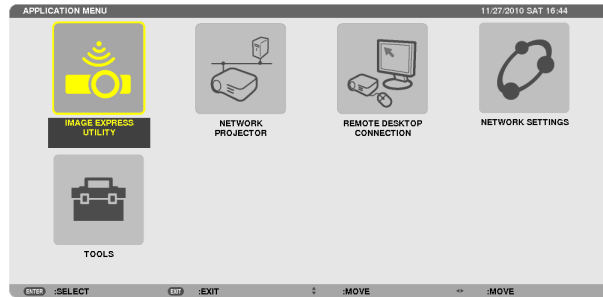 APPLICATION MENU 11/27/2010 SAT 16:44
IMAGE EXPRESS
UTILITY
NETWORK
PROJECTOR
REMOTE DESKTOP
CONNECTION
NETWORK SETTINGS
TOOLS
ENTER :SELECT EXIT :EXIT :MOVE :MOVE